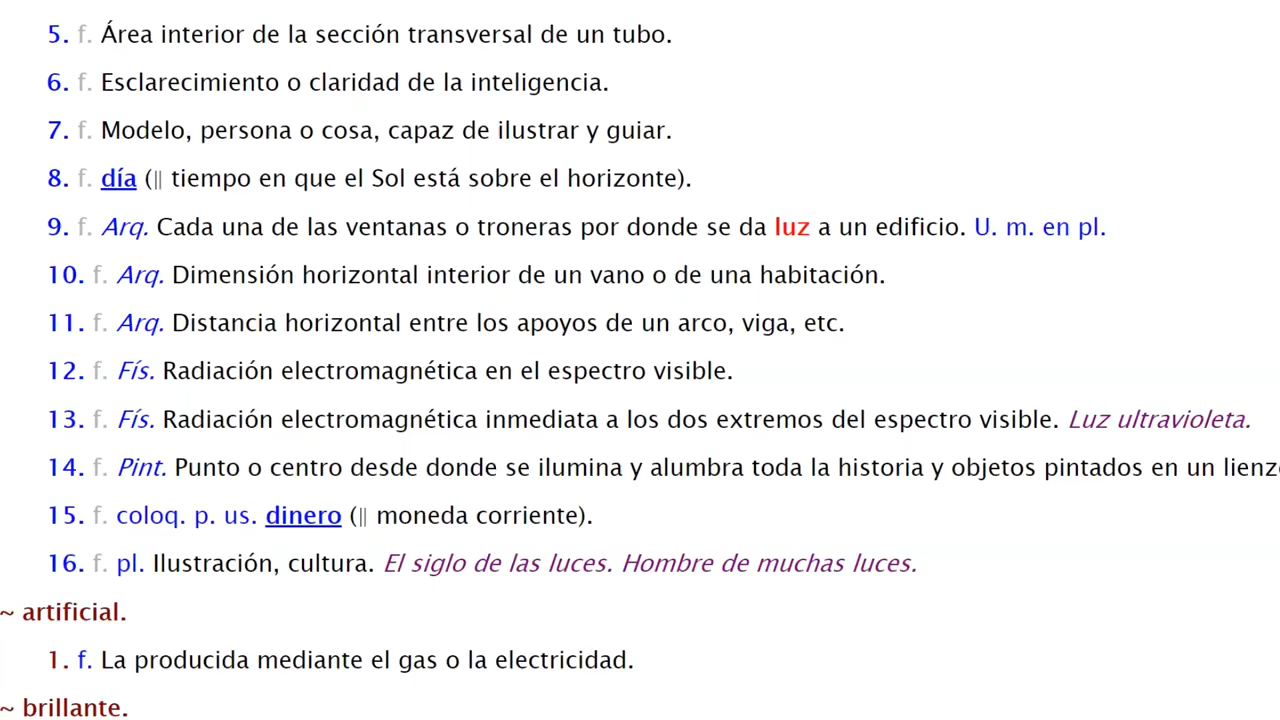 5. f. Área interior de la sección transversal de un tubo.
6. f. Esclarecimiento o claridad de la inteligencia.
7. f. Modelo, persona o cosa, capaz de ilustrar y guiar.
8. f. día (‖ tiempo en que el Sol está sobre el horizonte).
9. f. Arq. Cada una de las ventanas o troneras por donde se da luz a un edificio. U. m. en pl.
10. f. Arq. Dimensión horizontal interior de un vano o de una habitación.
11. f. Arq. Distancia horizontal entre los apoyos de un arco, viga, etc.
12. f. Fís. Radiación electromagnética en el espectro visible.
13. f. Fís. Radiación electromagnética inmediata a los dos extremos del espectro visible. Luz ultravioleta.
14. f. Pint. Punto o centro desde donde se ilumina y alumbra toda la historia y objetos pintados en un
15. f. coloq. p. us. dinero (‖ moneda corriente).
16. f. pl. Ilustración, cultura. El siglo de las luces. Hombre de muchas luces.
~ artificial.
1. f. La producida mediante el gas o la electricidad.
~ brillante.